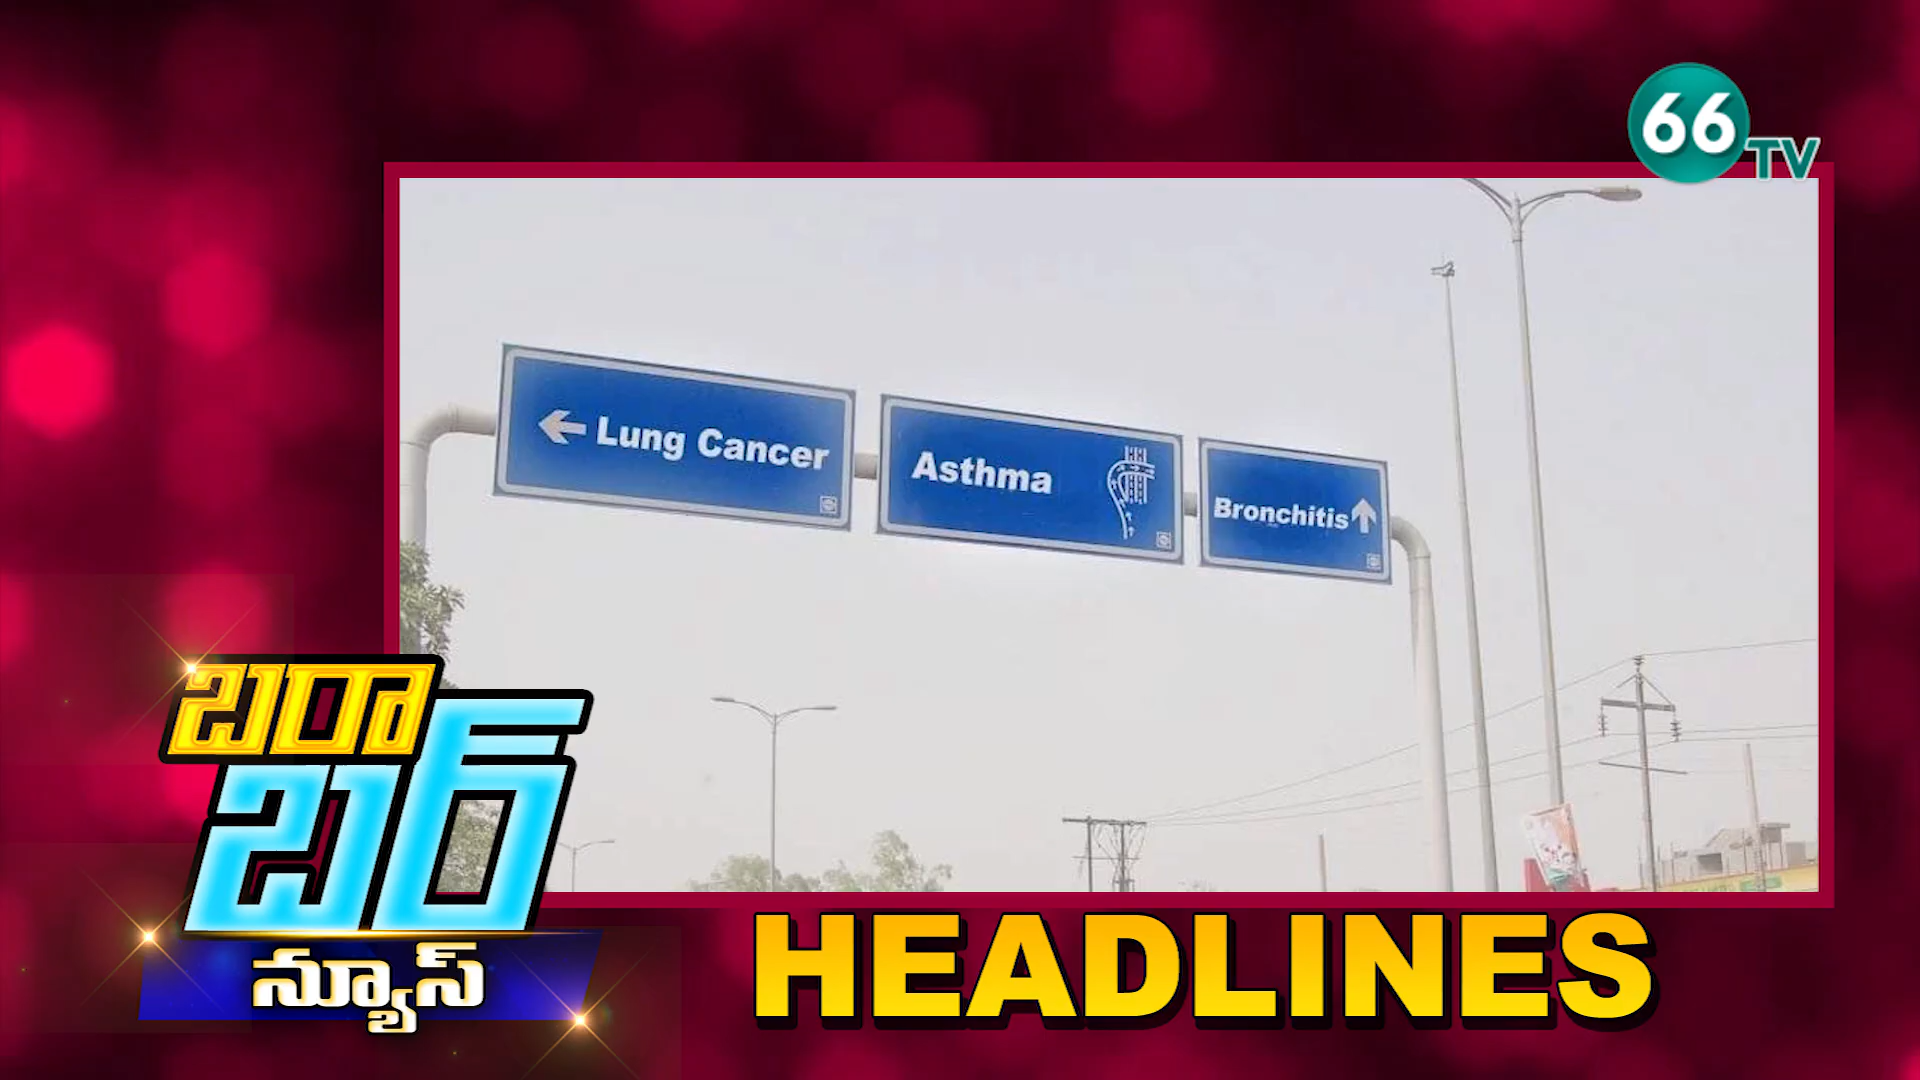 66 TV
Lung Cancer
Asthma
Bronchitis
బరా
బర్
న్యూస్
HEADLINES